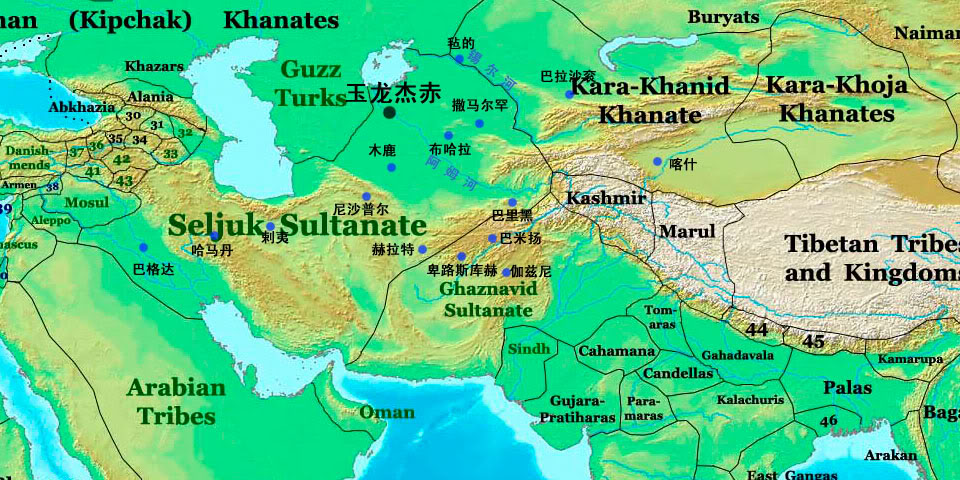 an (Kipchak) Khanates
Buryats
Naiman
毡的
Khazars
Guzz
Turks
锡尔河
巴拉沙衮
Kara-Khanid
Khanate
Kara-Khoja
Khanates
玉龙杰赤
撒马尔罕
Abkhazia
Alania
30
31
32
35
34
36
37
33
42
41
43
Danish-
mends
木鹿
布哈拉
阿姆河
喀什
Armen
38
39
Mosul
Aleppo
尼沙普尔
Kashmir
巴里黑
Seljuk Sultanate
剌夷
哈马丹
赫拉特
巴米扬
Marul
Tibetan Tribes
and Kingdoms
ascus
巴格达
卑路斯库赫
伽兹尼
Ghaznavid
Sultanate
Tom-
aras
44
45
Sindh
Cahamana
Gahadavala
Kamarupa
Candellas
Arabian
Tribes
Oman
Gujara-
Pratiharas
Para-
maras
Kalachuris
Palas
46
Baga
Arakan
East Gangas